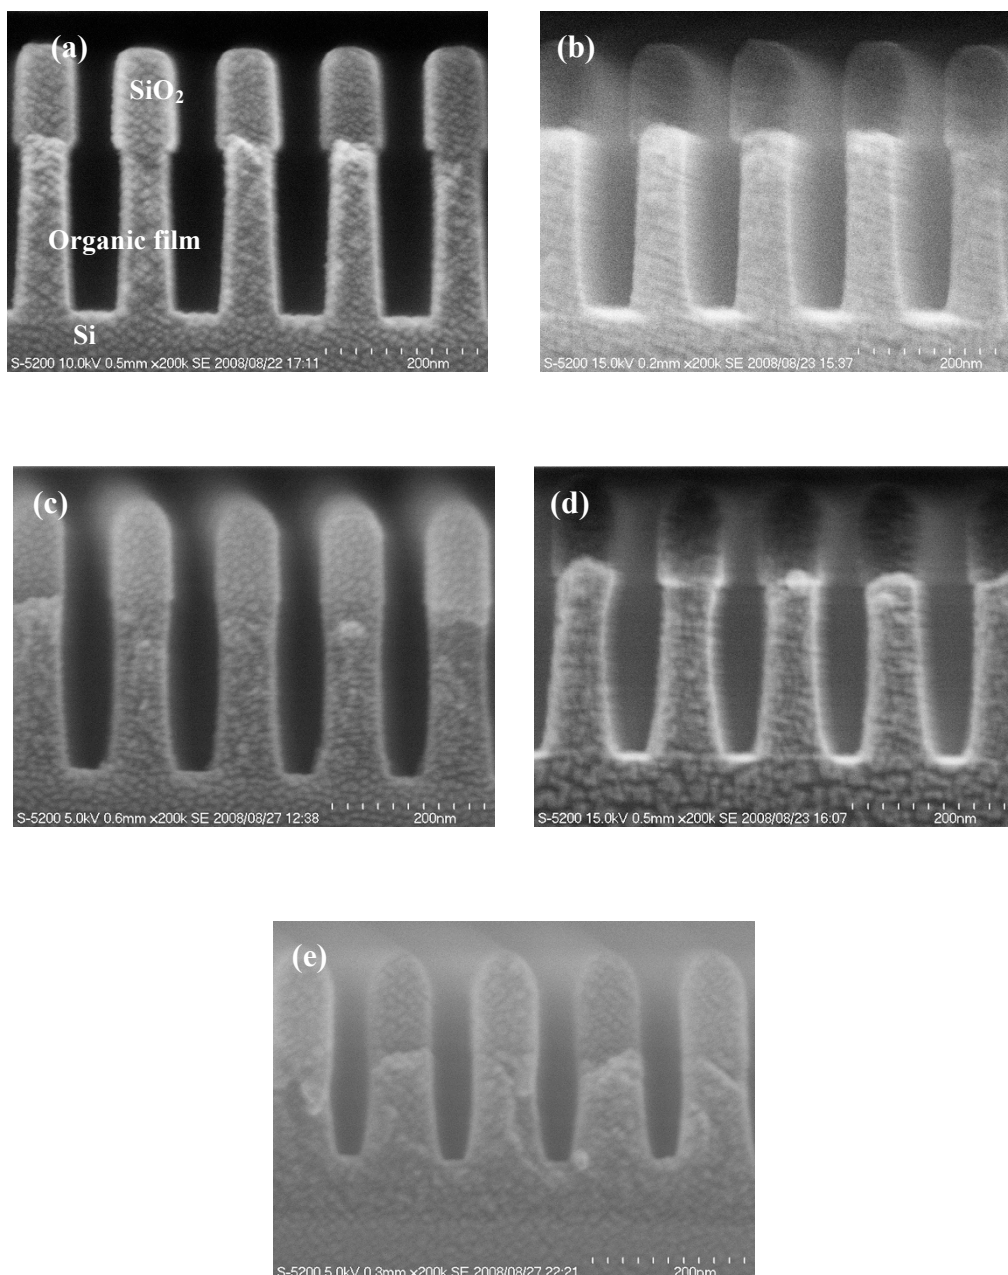 (a)
SiO₂
Organic film
Si
S-5200 10.0kV 0.5mm x200k SE 2008/08/22 17:11
200nm
(b)
S-5200 15.0kV 0.2mm x200k SE 2008/08/23 15:37
200nm
(c)
S-5200 5.0kV 0.6mm x200k SE 2008/08/27 12:38
200nm
(d)
S-5200 15.0kV 0.5mm x200k SE 2008/08/23 16:07
200nm
(e)
S-5200 5.0kV 0.3mm x200k SE 2008/08/27 22:21
200nm